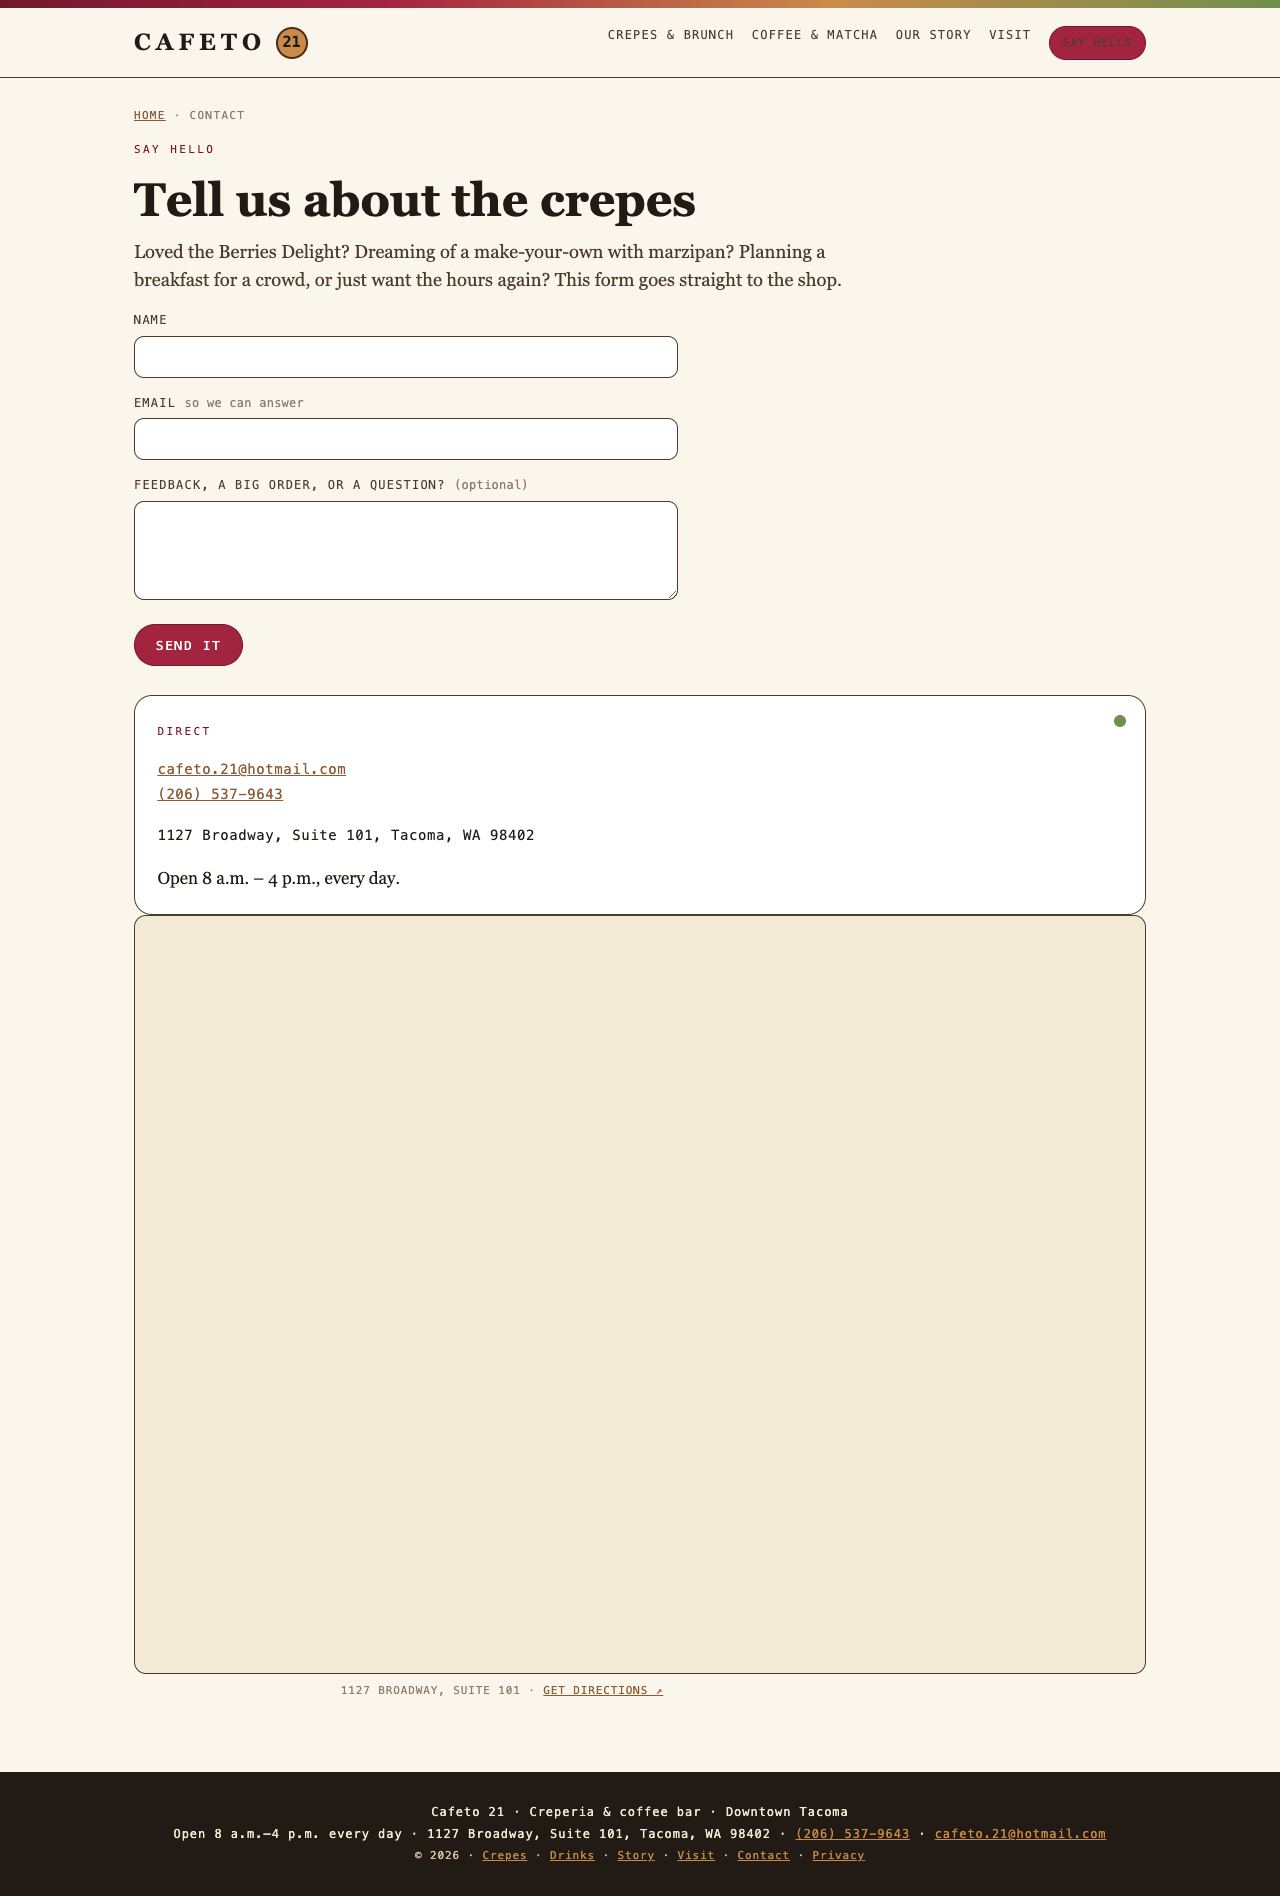 CAFETO 21
CREPES & BRUNCH COFFEE & MATCHA OUR STORY VISIT SAY HELLO
HOME · CONTACT
SAY HELLO
Tell us about the crepes
Loved the Berries Delight? Dreaming of a make-your-own with marzipan? Planning a
breakfast for a crowd, or just want the hours again? This form goes straight to the shop.
NAME
EMAIL so we can answer
FEEDBACK, A BIG ORDER, OR A QUESTION? (optional)
SEND IT
DIRECT
cafeto.21@hotmail.com
(206) 537-9643
1127 Broadway, Suite 101, Tacoma, WA 98402
Open 8 a.m. – 4 p.m., every day.
1127 BROADWAY, SUITE 101 · GET DIRECTIONS ↗
Cafeto 21 · Creperia & coffee bar · Downtown Tacoma
Open 8 a.m.–4 p.m. every day · 1127 Broadway, Suite 101, Tacoma, WA 98402 · (206) 537-9643 · cafeto.21@hotmail.com
© 2026 · Crepes · Drinks · Story · Visit · Contact · Privacy